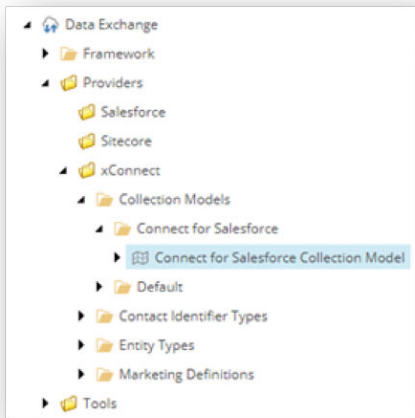 Data Exchange
Framework
Providers
Salesforce
Sitecore
xConnect
Collection Models
Connect for Salesforce
Connect for Salesforce Collection Model
Default
Contact Identifier Types
Entity Types
Marketing Definitions
Tools